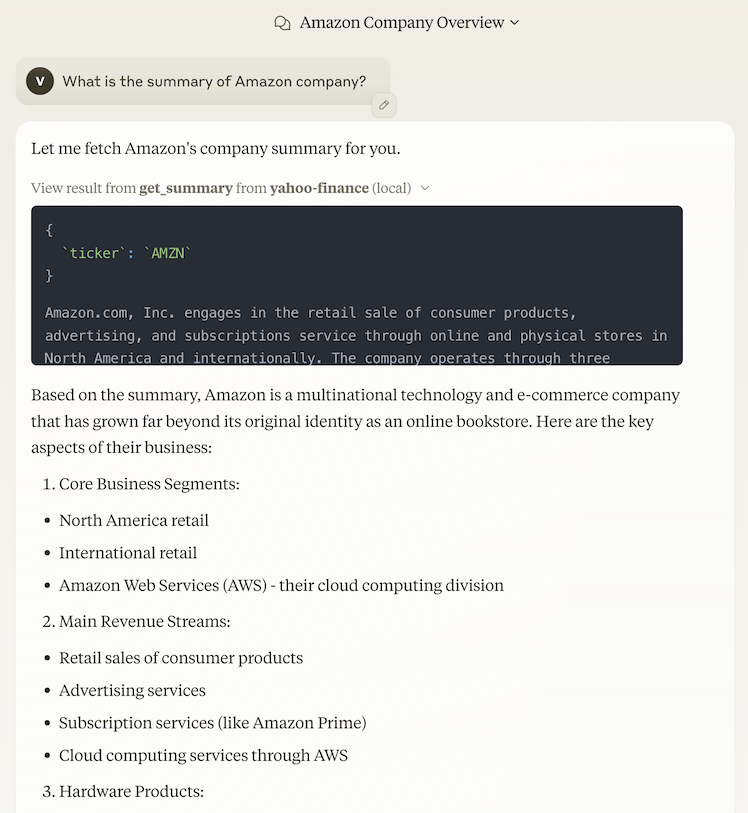 Amazon Company Overview
V What is the summary of Amazon company?
Let me fetch Amazon's company summary for you.
View result from get_summary from yahoo-finance (local)
{
`ticker`: `AMZN`
}
Amazon.com, Inc. engages in the retail sale of consumer products,
advertising, and subscriptions service through online and physical stores in
North America and internationally. The company operates through three
Based on the summary, Amazon is a multinational technology and e-commerce company
that has grown far beyond its original identity as an online bookstore. Here are the key
aspects of their business:
1. Core Business Segments:
• North America retail
• International retail
• Amazon Web Services (AWS) - their cloud computing division
2. Main Revenue Streams:
• Retail sales of consumer products
• Advertising services
• Subscription services (like Amazon Prime)
• Cloud computing services through AWS
3. Hardware Products: